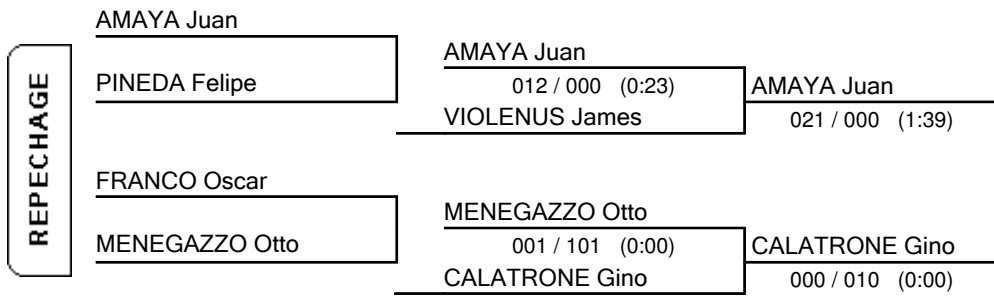 REPECHAGE
AMAYA Juan
PINEDA Felipe
AMAYA Juan
012 / 000 (0:23)
VIOLENUS James
AMAYA Juan
021 / 000 (1:39)
FRANCO Oscar
MENEGAZZO Otto
MENEGAZZO Otto
001 / 101 (0:00)
CALATRONE Gino
CALATRONE Gino
000 / 010 (0:00)